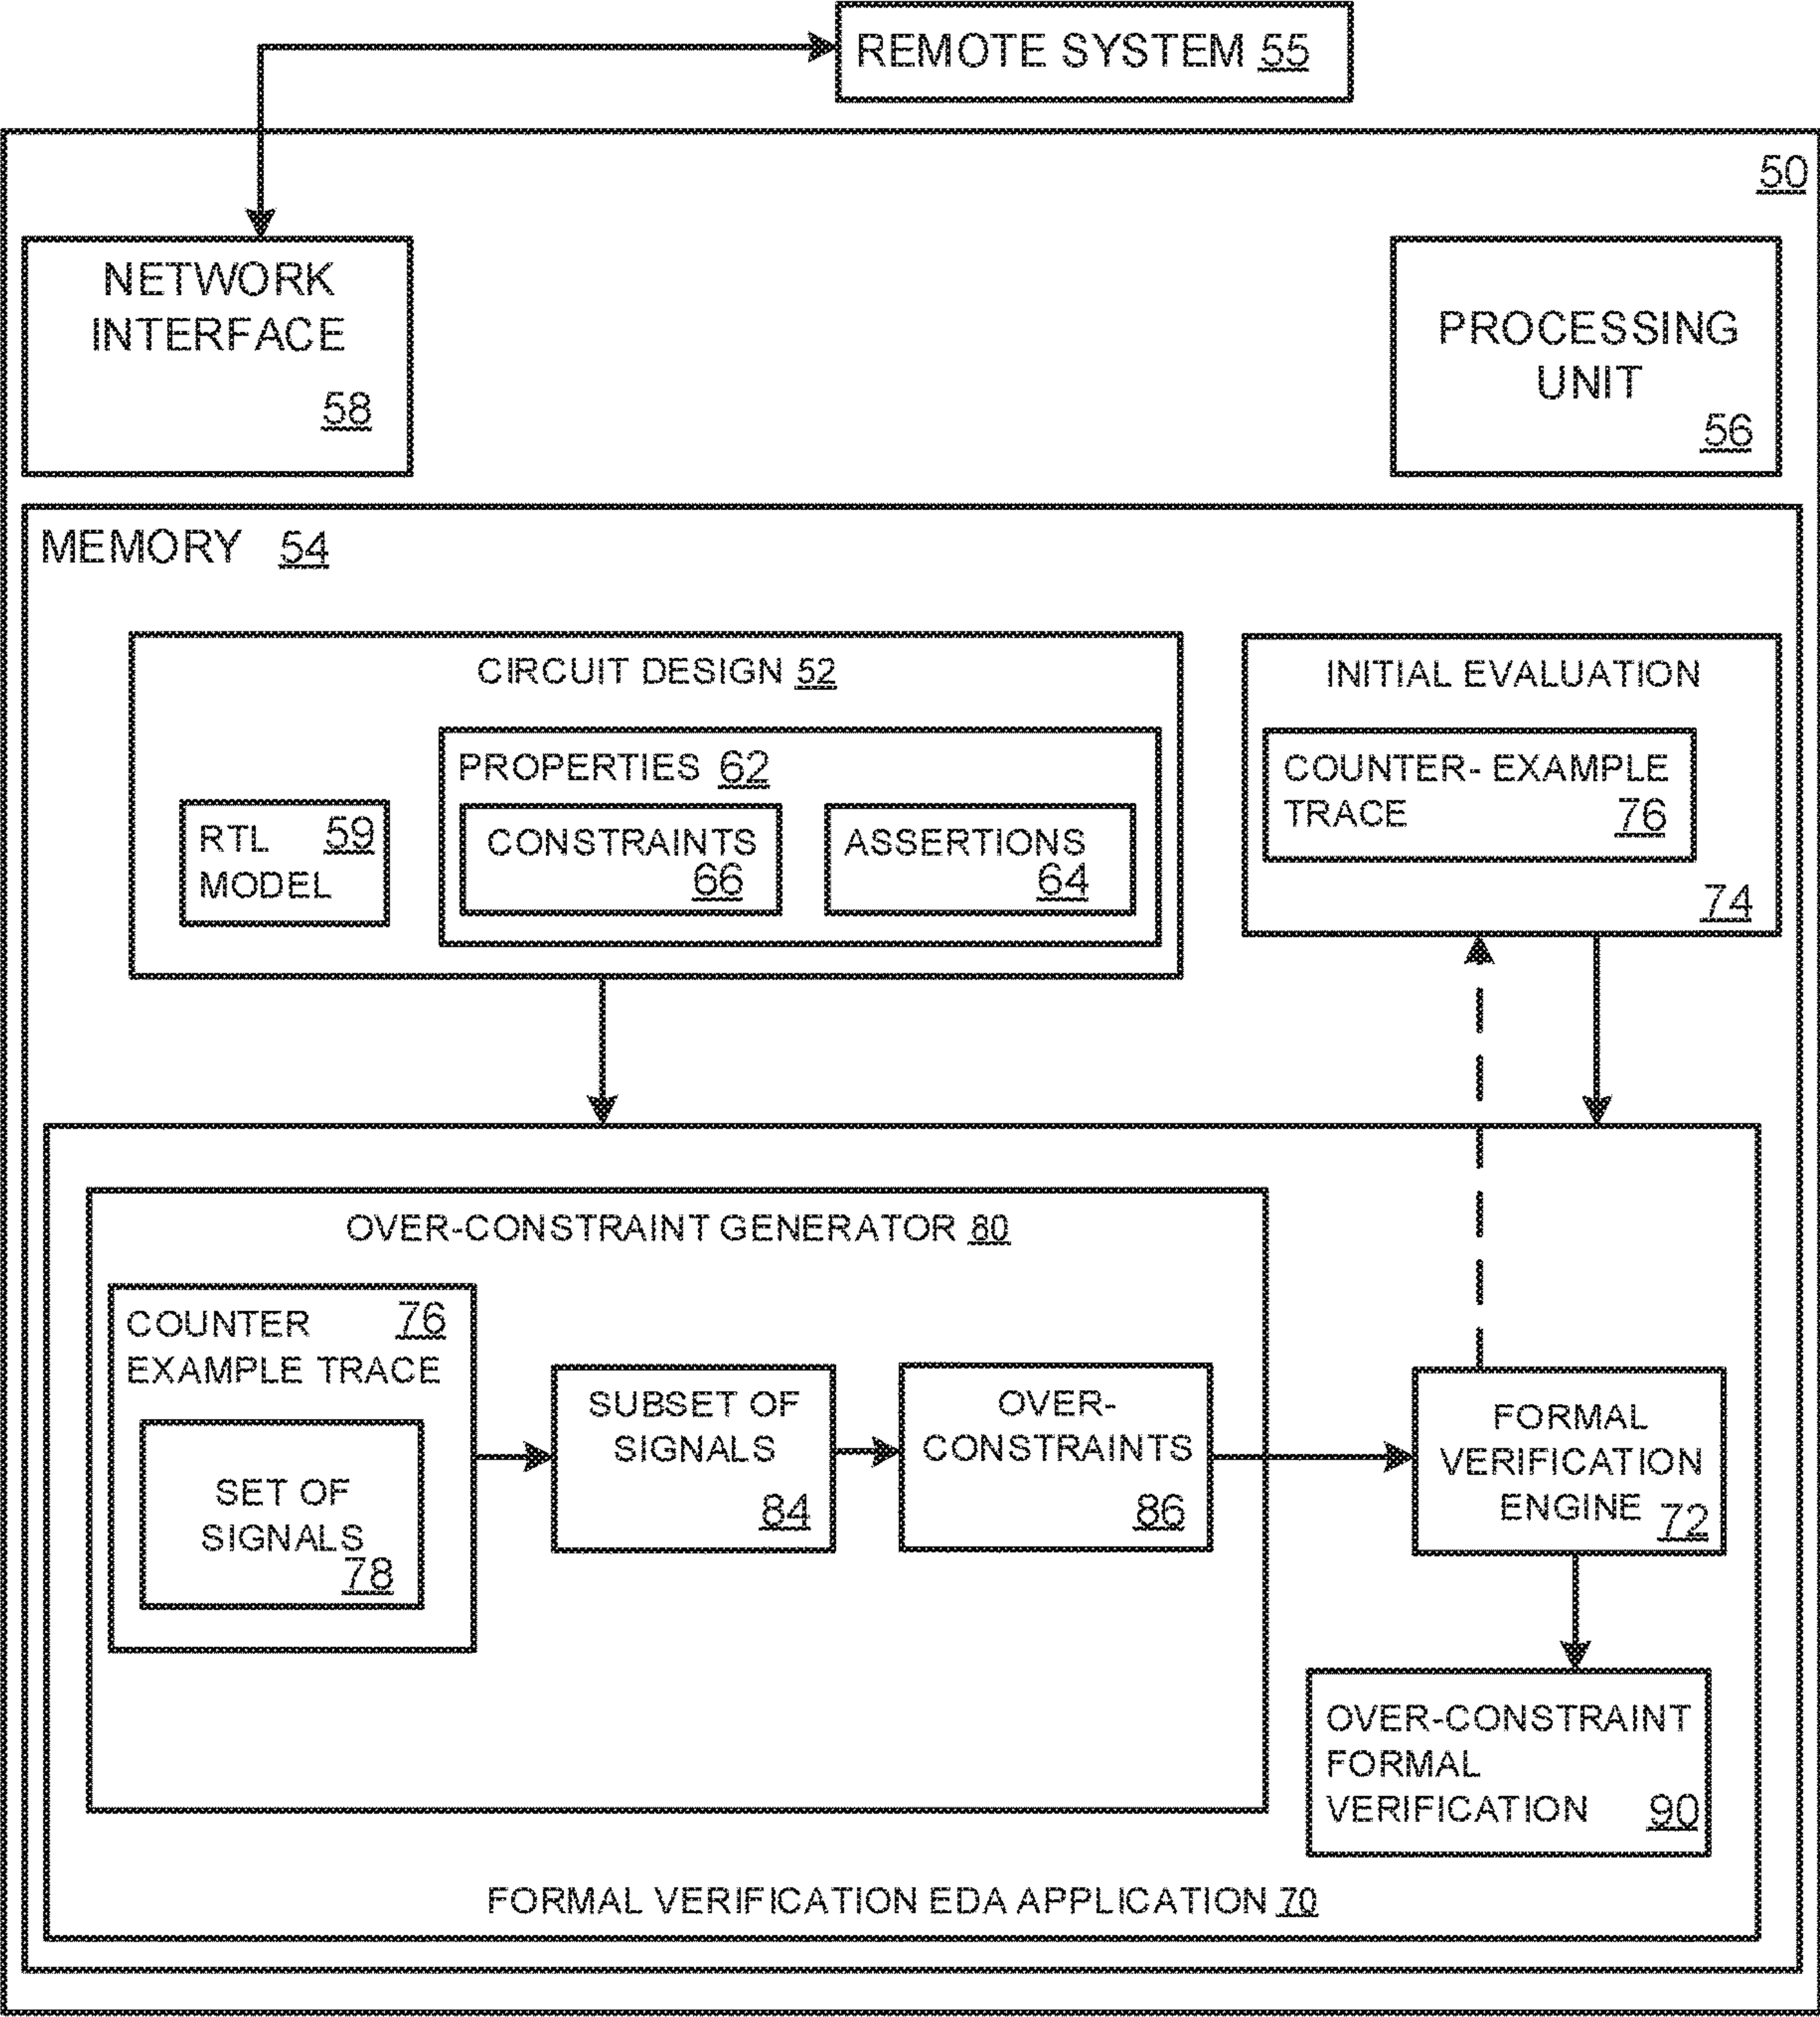 REMOTE SYSTEM 55
50
NETWORK
INTERFACE
58
PROCESSING
UNIT
56
MEMORY 54
CIRCUIT DESIGN 52
PROPERTIES 62
RTL 59
MODEL
CONSTRAINTS
66
ASSERTIONS
64
INITIAL EVALUATION
COUNTER- EXAMPLE
TRACE 76
74
OVER-CONSTRAINT GENERATOR 80
COUNTER 76
EXAMPLE TRACE
SET OF
SIGNALS
78
SUBSET OF
SIGNALS
84
OVER-
CONSTRAINTS
86
FORMAL
VERIFICATION
ENGINE 72
OVER-CONSTRAINT
FORMAL
VERIFICATION 90
FORMAL VERIFICATION EDA APPLICATION 70